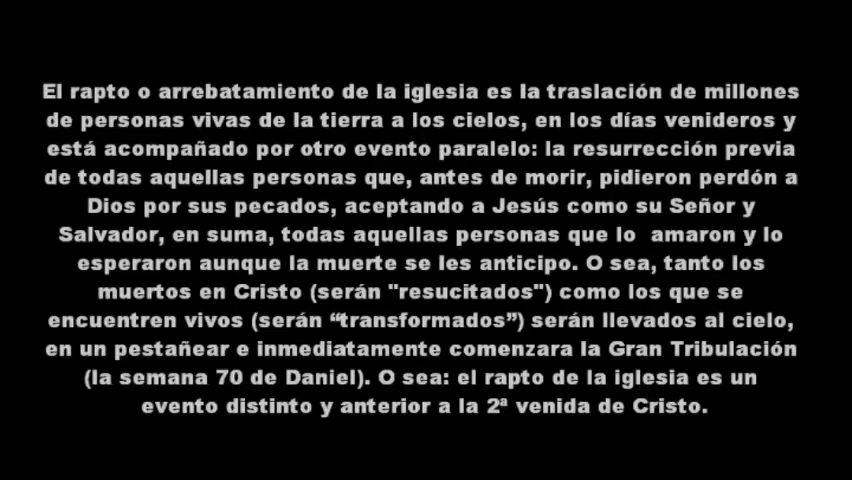 El rapto o arrebatamiento de la iglesia es la traslación de millones
de personas vivas de la tierra a los cielos, en los días venideros y
está acompañado por otro evento paralelo: la resurrección previa
de todas aquellas personas que, antes de morir, pidieron perdón a
Dios por sus pecados, aceptando a Jesús como su Señor y
Salvador, en suma, todas aquellas personas que lo  amaron y lo
esperaron aunque la muerte se les anticipo. O sea, tanto los
muertos en Cristo (serán "resucitados") como los que se
encuentren vivos (serán “transformados”) serán llevados al cielo,
en un pestañear e inmediatamente comenzara la Gran Tribulación
(la semana 70 de Daniel). O sea: el rapto de la iglesia es un
evento distinto y anterior a la 2ª venida de Cristo.